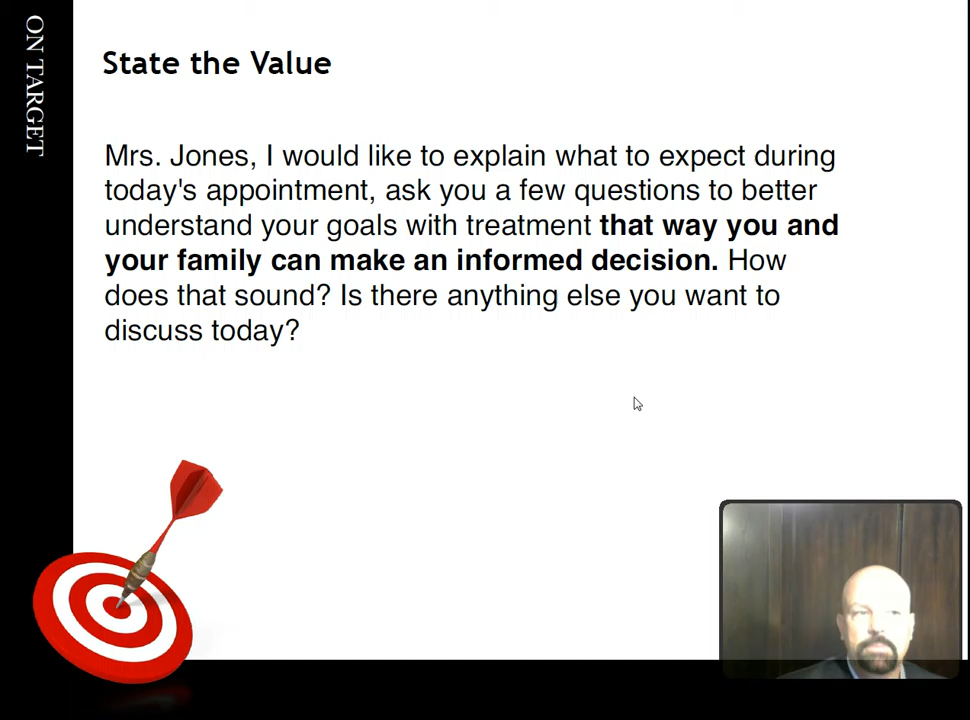 ON TARGET
State the Value
Mrs. Jones, I would like to explain what to expect during
today's appointment, ask you a few questions to better
understand your goals with treatment that way you and
your family can make an informed decision. How
does that sound? Is there anything else you want to
discuss today?